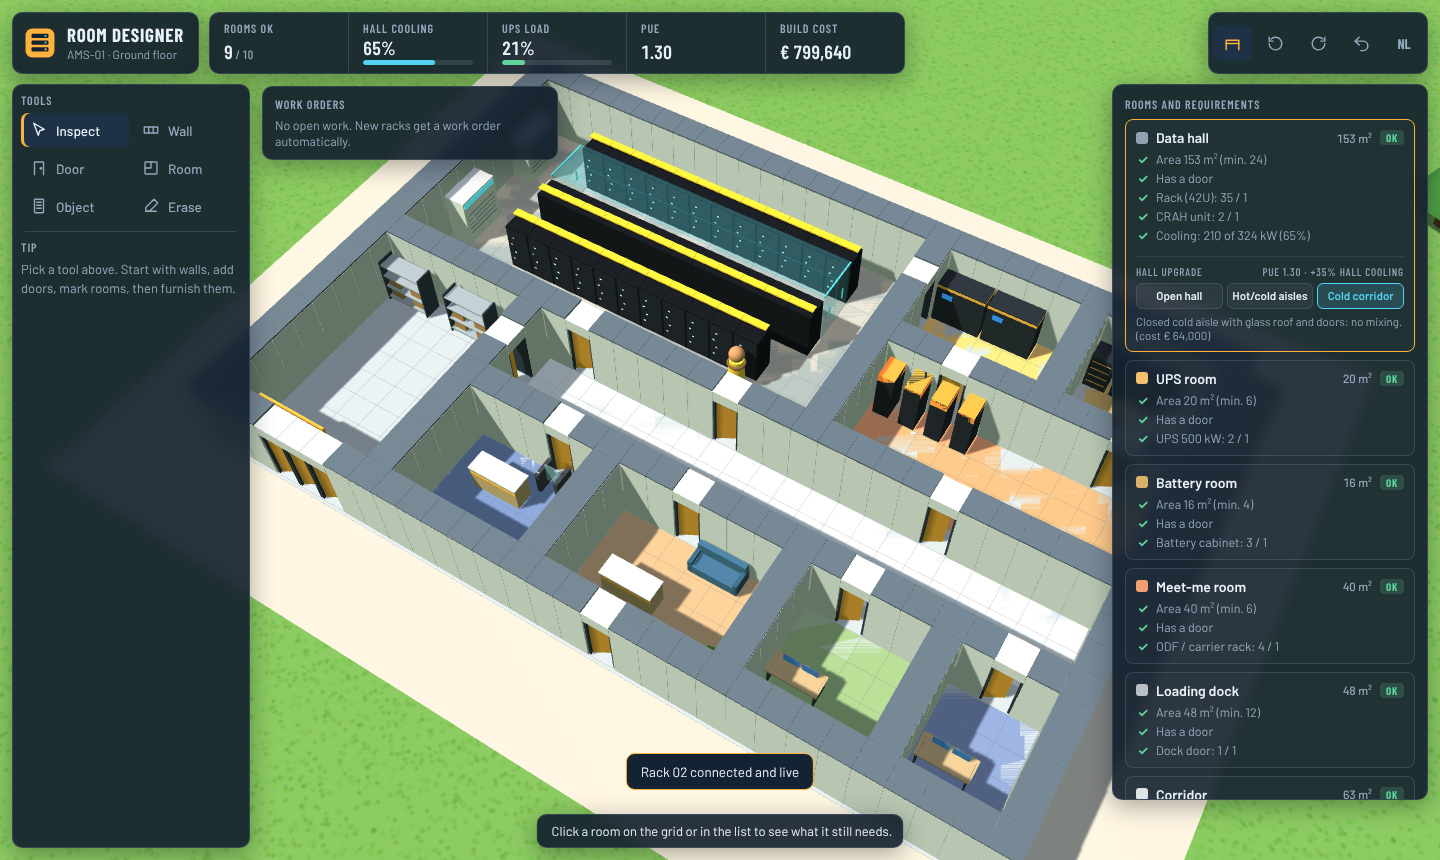 ROOM DESIGNER
AMS-01 · Ground floor
ROOMS OK
9 / 10
HALL COOLING
65%
UPS LOAD
21%
PUE
1.30
BUILD COST
€ 799,640
NL
TOOLS
Inspect
Wall
Door
Room
Object
Erase
TIP
Pick a tool above. Start with walls, add
doors, mark rooms, then furnish them.
WORK ORDERS
No open work. New racks get a work order
automatically.
ROOMS AND REQUIREMENTS
Data hall 153 m² OK
Area 153 m² (min. 24)
Has a door
Rack (42U): 35 / 1
CRAH unit: 2 / 1
Cooling: 210 of 324 kW (65%)
HALL UPGRADE PUE 1.30 · +35% HALL COOLING
Open hall Hot/cold aisles Cold corridor
Closed cold aisle with glass roof and doors: no mixing.
(cost € 64,000)
UPS room 20 m² OK
Area 20 m² (min. 6)
Has a door
UPS 500 kW: 2 / 1
Battery room 16 m² OK
Area 16 m² (min. 4)
Has a door
Battery cabinet: 3 / 1
Meet-me room 40 m² OK
Area 40 m² (min. 6)
Has a door
ODF / carrier rack: 4 / 1
Loading dock 48 m² OK
Area 48 m² (min. 12)
Has a door
Dock door: 1 / 1
Corridor 63 m² OK
Rack 02 connected and live
Click a room on the grid or in the list to see what it still needs.